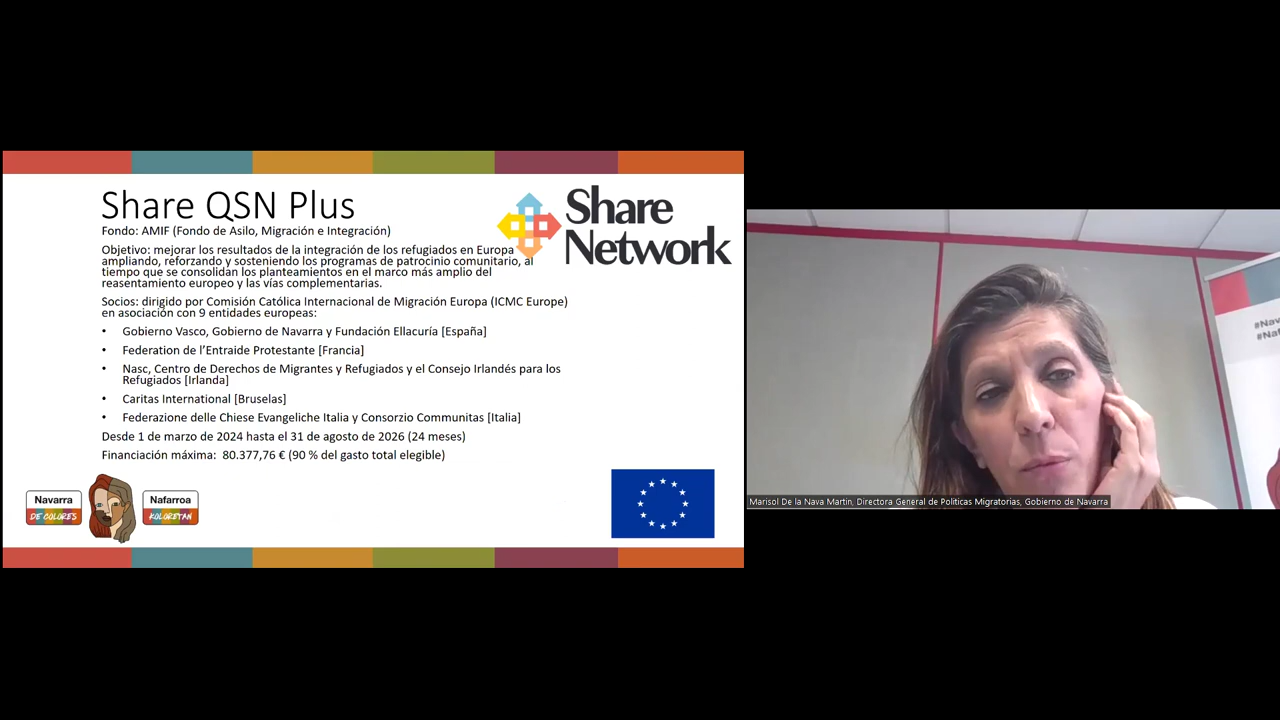 Share QSN Plus
Share
Network
Fondo: AMIF (Fondo de Asilo, Migración e Integración)
Objetivo: mejorar los resultados de la integración de los refugiados en Europa
ampliando, reforzando y sosteniendo los programas de patrocinio comunitario, al
tiempo que se consolidan los planteamientos en el marco más amplio del
reasentamiento europeo y las vías complementarias.
Socios: dirigido por Comisión Católica Internacional de Migración Europa (ICMC Europe)
en asociación con 9 entidades europeas:
• Gobierno Vasco, Gobierno de Navarra y Fundación Ellacuría [España]
• Federation de l'Entraide Protestante [Francia]
• Nasc, Centro de Derechos de Migrantes y Refugiados y el Consejo Irlandés para los
Refugiados [Irlanda]
• Caritas International [Bruselas]
• Federazione delle Chiese Evangeliche Italia y Consorzio Communitas [Italia]
Desde 1 de marzo de 2024 hasta el 31 de agosto de 2026 (24 meses)
Financiación máxima: 80.377,76 € (90 % del gasto total elegible)
Navarra
DE COLORES
Nafarroa
KOLORETAN
Marisol De la Nava Martin, Directora General de Politicas Migratorias, Gobierno de Navarra